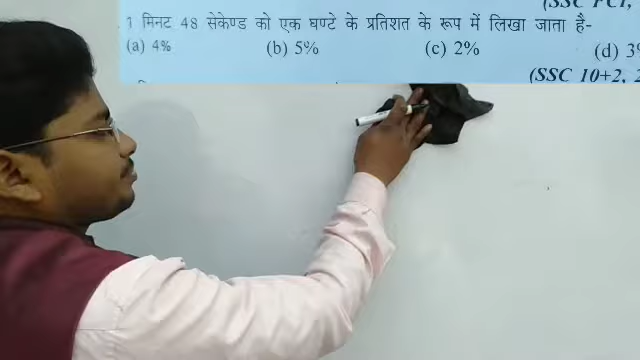 1 मिनट 48 सेकेण्ड को एक घण्टे के प्रतिशत के रूप में लिखा जाता है-
(a) 4% (b) 5% (c) 2% (d)
(SSC 10+2,